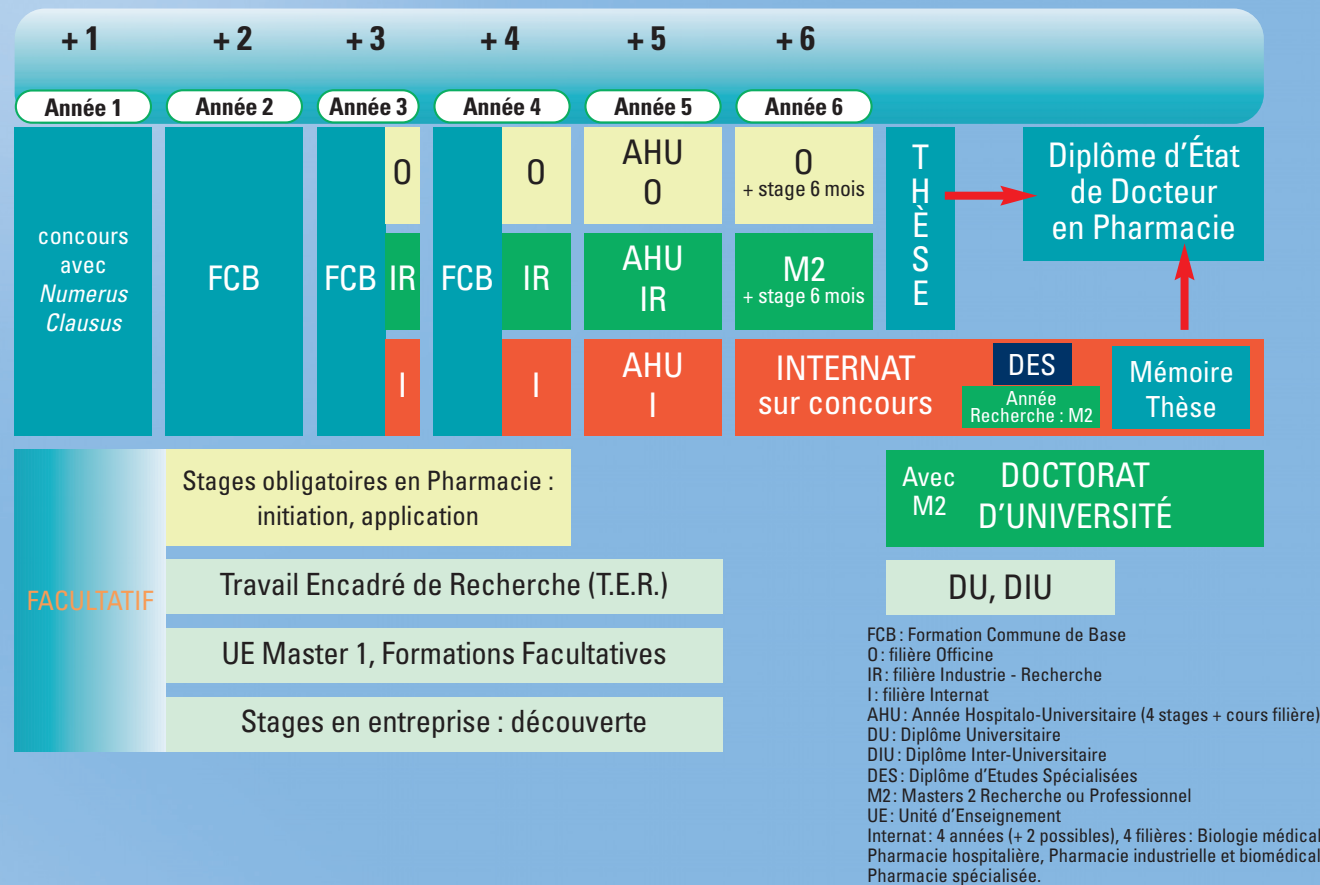 + 1 + 2 + 3 + 4 + 5 + 6
Année 1 Année 2 Année 3 Année 4 Année 5 Année 6
concours
avec
Numerus
Clausus
FCB
FCB
O
IR
I
FCB
O
IR
I
AHU
O
AHU
IR
AHU
I
O
+ stage 6 mois
M2
+ stage 6 mois
T
H
È
S
E
Diplôme d'État
de Docteur
en Pharmacie
INTERNAT
sur concours
DES
Année
Recherche : M2
Mémoire
Thèse
FACULTATIF
Stages obligatoires en Pharmacie :
initiation, application
Travail Encadré de Recherche (T.E.R.)
UE Master 1, Formations Facultatives
Stages en entreprise : découverte
Avec
M2
DOCTORAT
D'UNIVERSITÉ
DU, DIU
FCB : Formation Commune de Base
O : filière Officine
IR : filière Industrie - Recherche
I : filière Internat
AHU : Année Hospitalo-Universitaire (4 stages + cours filière)
DU : Diplôme Universitaire
DIU : Diplôme Inter-Universitaire
DES : Diplôme d'Etudes Spécialisées
M2 : Masters 2 Recherche ou Professionnel
UE : Unité d'Enseignement
Internat : 4 années (+ 2 possibles), 4 filières : Biologie médical
Pharmacie hospitalière, Pharmacie industrielle et biomédical
Pharmacie spécialisée.